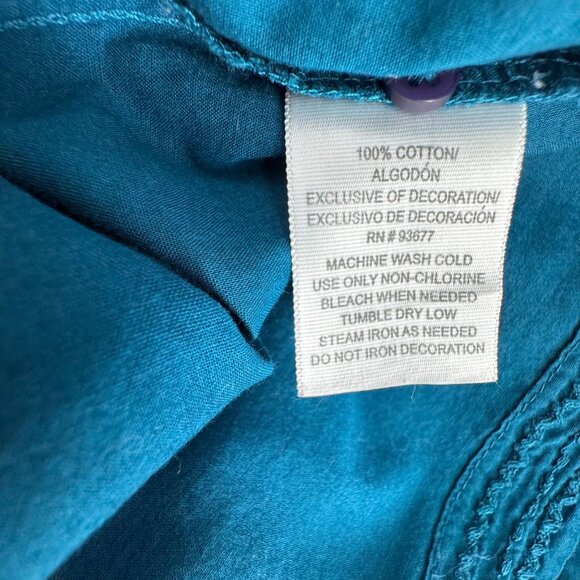 100% COTTON/
ALGODÓN
EXCLUSIVE OF DECORATION/
EXCLUSIVO DE DECORACIÓN
RN # 93677
MACHINE WASH COLD
USE ONLY NON-CHLORINE
BLEACH WHEN NEEDED
TUMBLE DRY LOW
STEAM IRON AS NEEDED
DO NOT IRON DECORATION